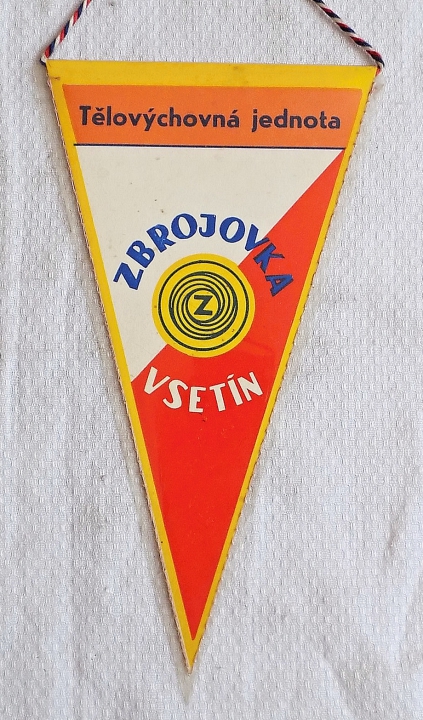 Tělovýchovná jednota
ZBROJOVKA
Z
VSETÍN